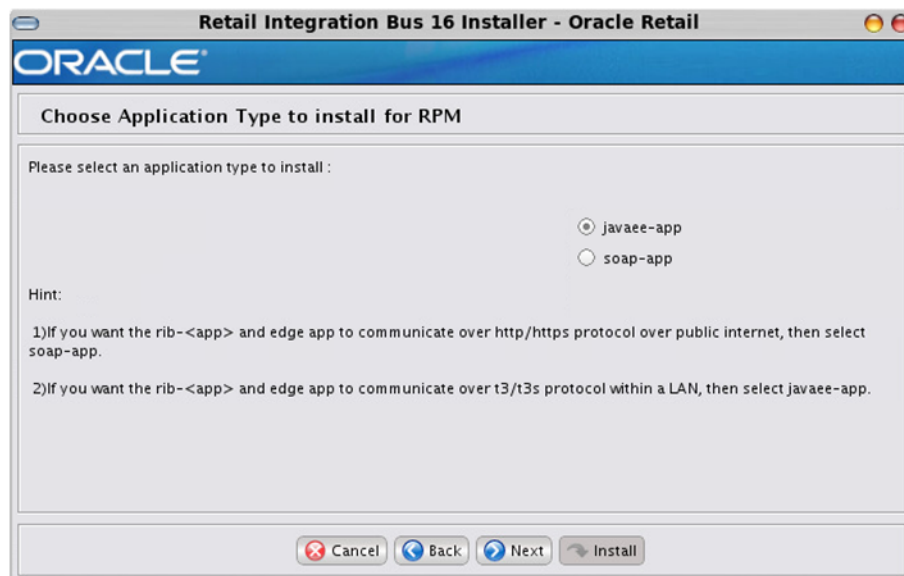 Retail Integration Bus 16 Installer - Oracle Retail
ORACLE®
Choose Application Type to install for RPM
Please select an application type to install :
javaee-app
soap-app
Hint:
1)If you want the rib-<app> and edge app to communicate over http/https protocol over public internet, then select
soap-app.
2)If you want the rib-<app> and edge app to communicate over t3/t3s protocol within a LAN, then select javaee-app.
Cancel Back Next Install